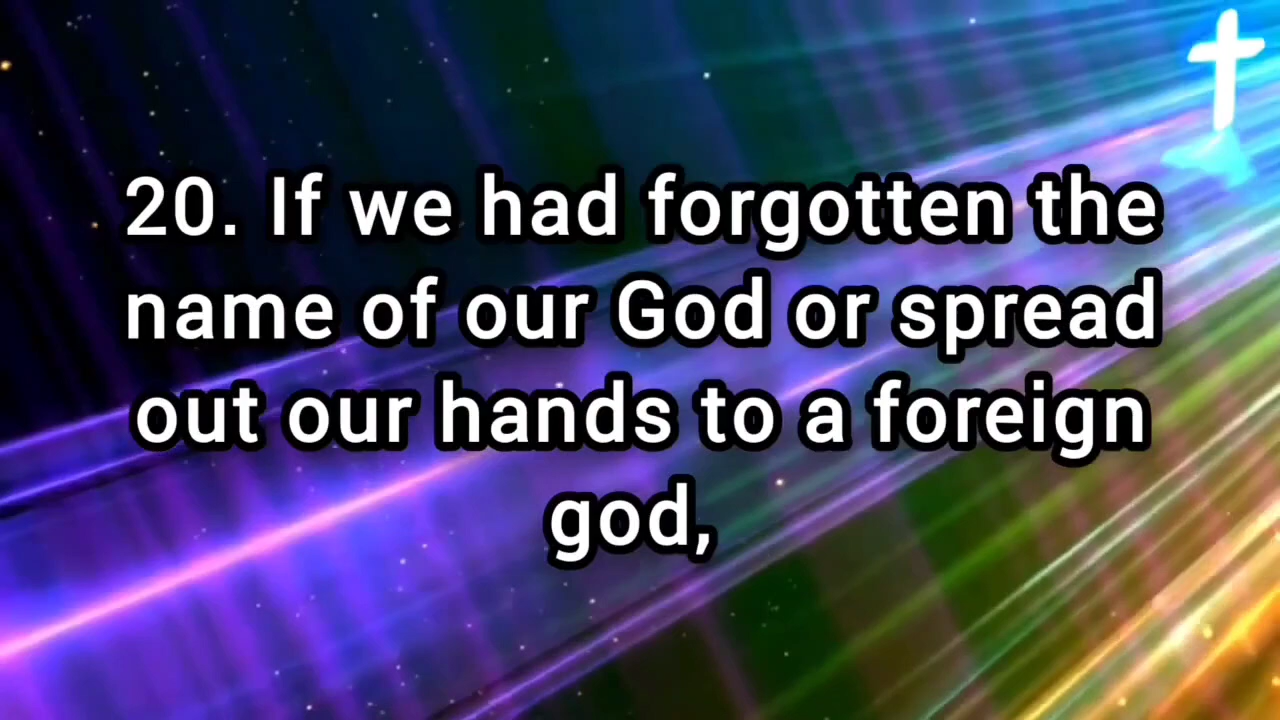 20. If we had forgotten the
name of our God or spread
out our hands to a foreign
god,